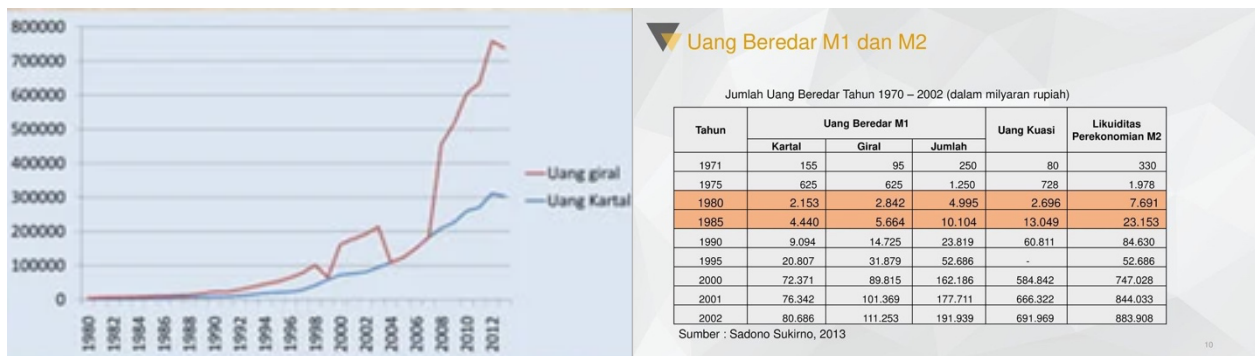 800000
700000
600000
500000
400000
300000
200000
100000
0
1980
1982
1984
1986
1988
1990
1992
1994
1996
1998
2000
2002
2004
2006
2008
2010
2012
Uang giral
Uang Kartal
Uang Beredar M1 dan M2
Jumlah Uang Beredar Tahun 1970 – 2002 (dalam milyaran rupiah)
Tahun Uang Beredar M1 Uang Kuasi Likuiditas Perekonomian M2
Kartal Giral Jumlah
1971 155 95 250 80 330
1975 625 625 1.250 728 1.978
1980 2.153 2.842 4.995 2.696 7.691
1985 4.440 5.664 10.104 13.049 23.153
1990 9.094 14.725 23.819 60.811 84.630
1995 20.807 31.879 52.686 - 52.686
2000 72.371 89.815 162.186 584.842 747.028
2001 76.342 101.369 177.711 666.322 844.033
2002 80.686 111.253 191.939 691.969 883.908
Sumber : Sadono Sukirno, 2013
10